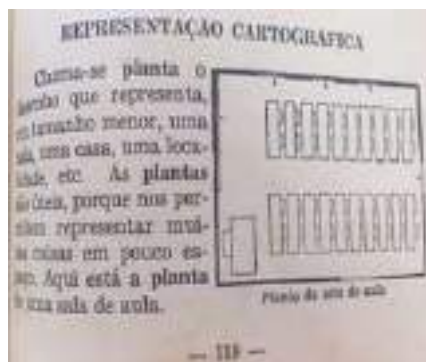 REPRESENTAÇÃO CARTOGRÁFICA
Chama-se planta o
desenho que representa,
em tamanho menor, uma
sala, uma casa, uma loca-
lidade, etc. As plantas
são úteis, porque nos per-
mitem representar mui-
tas coisas em pouco es-
paço. Aqui está a planta
de uma sala de aula.
Planta da sala de aula
— 119 —